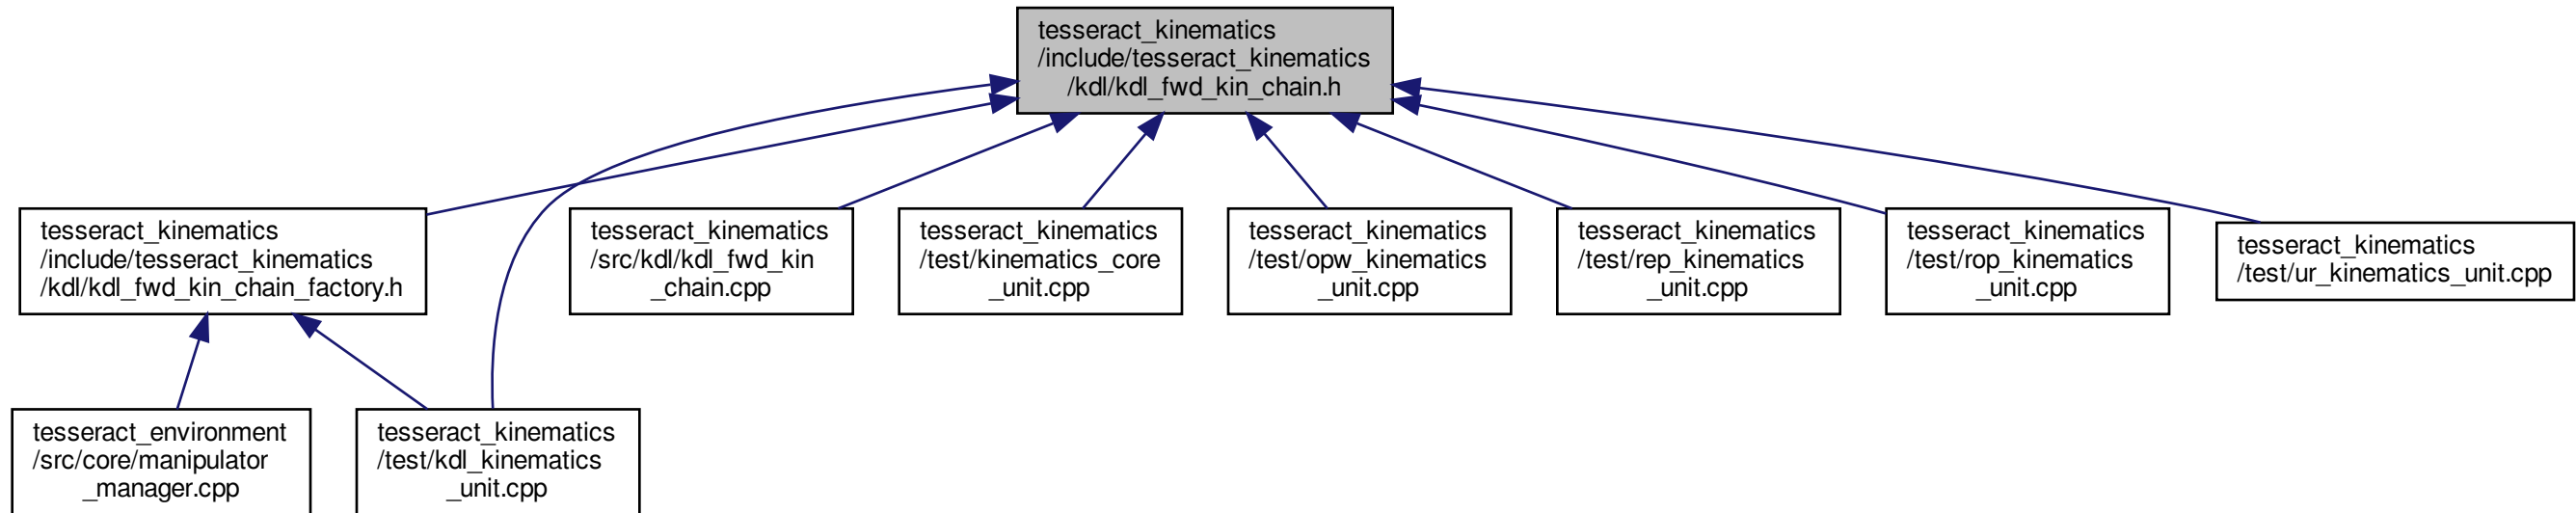 tesseract_kinematics
/include/tesseract_kinematics
/kdl/kdl_fwd_kin_chain.h
tesseract_kinematics
/include/tesseract_kinematics
/kdl/kdl_fwd_kin_chain_factory.h
tesseract_kinematics
/src/kdl/kdl_fwd_kin
_chain.cpp
tesseract_kinematics
/test/kinematics_core
_unit.cpp
tesseract_kinematics
/test/opw_kinematics
_unit.cpp
tesseract_kinematics
/test/rep_kinematics
_unit.cpp
tesseract_kinematics
/test/rop_kinematics
_unit.cpp
tesseract_kinematics
/test/ur_kinematics_unit.cpp
tesseract_environment
/src/core/manipulator
_manager.cpp
tesseract_kinematics
/test/kdl_kinematics
_unit.cpp